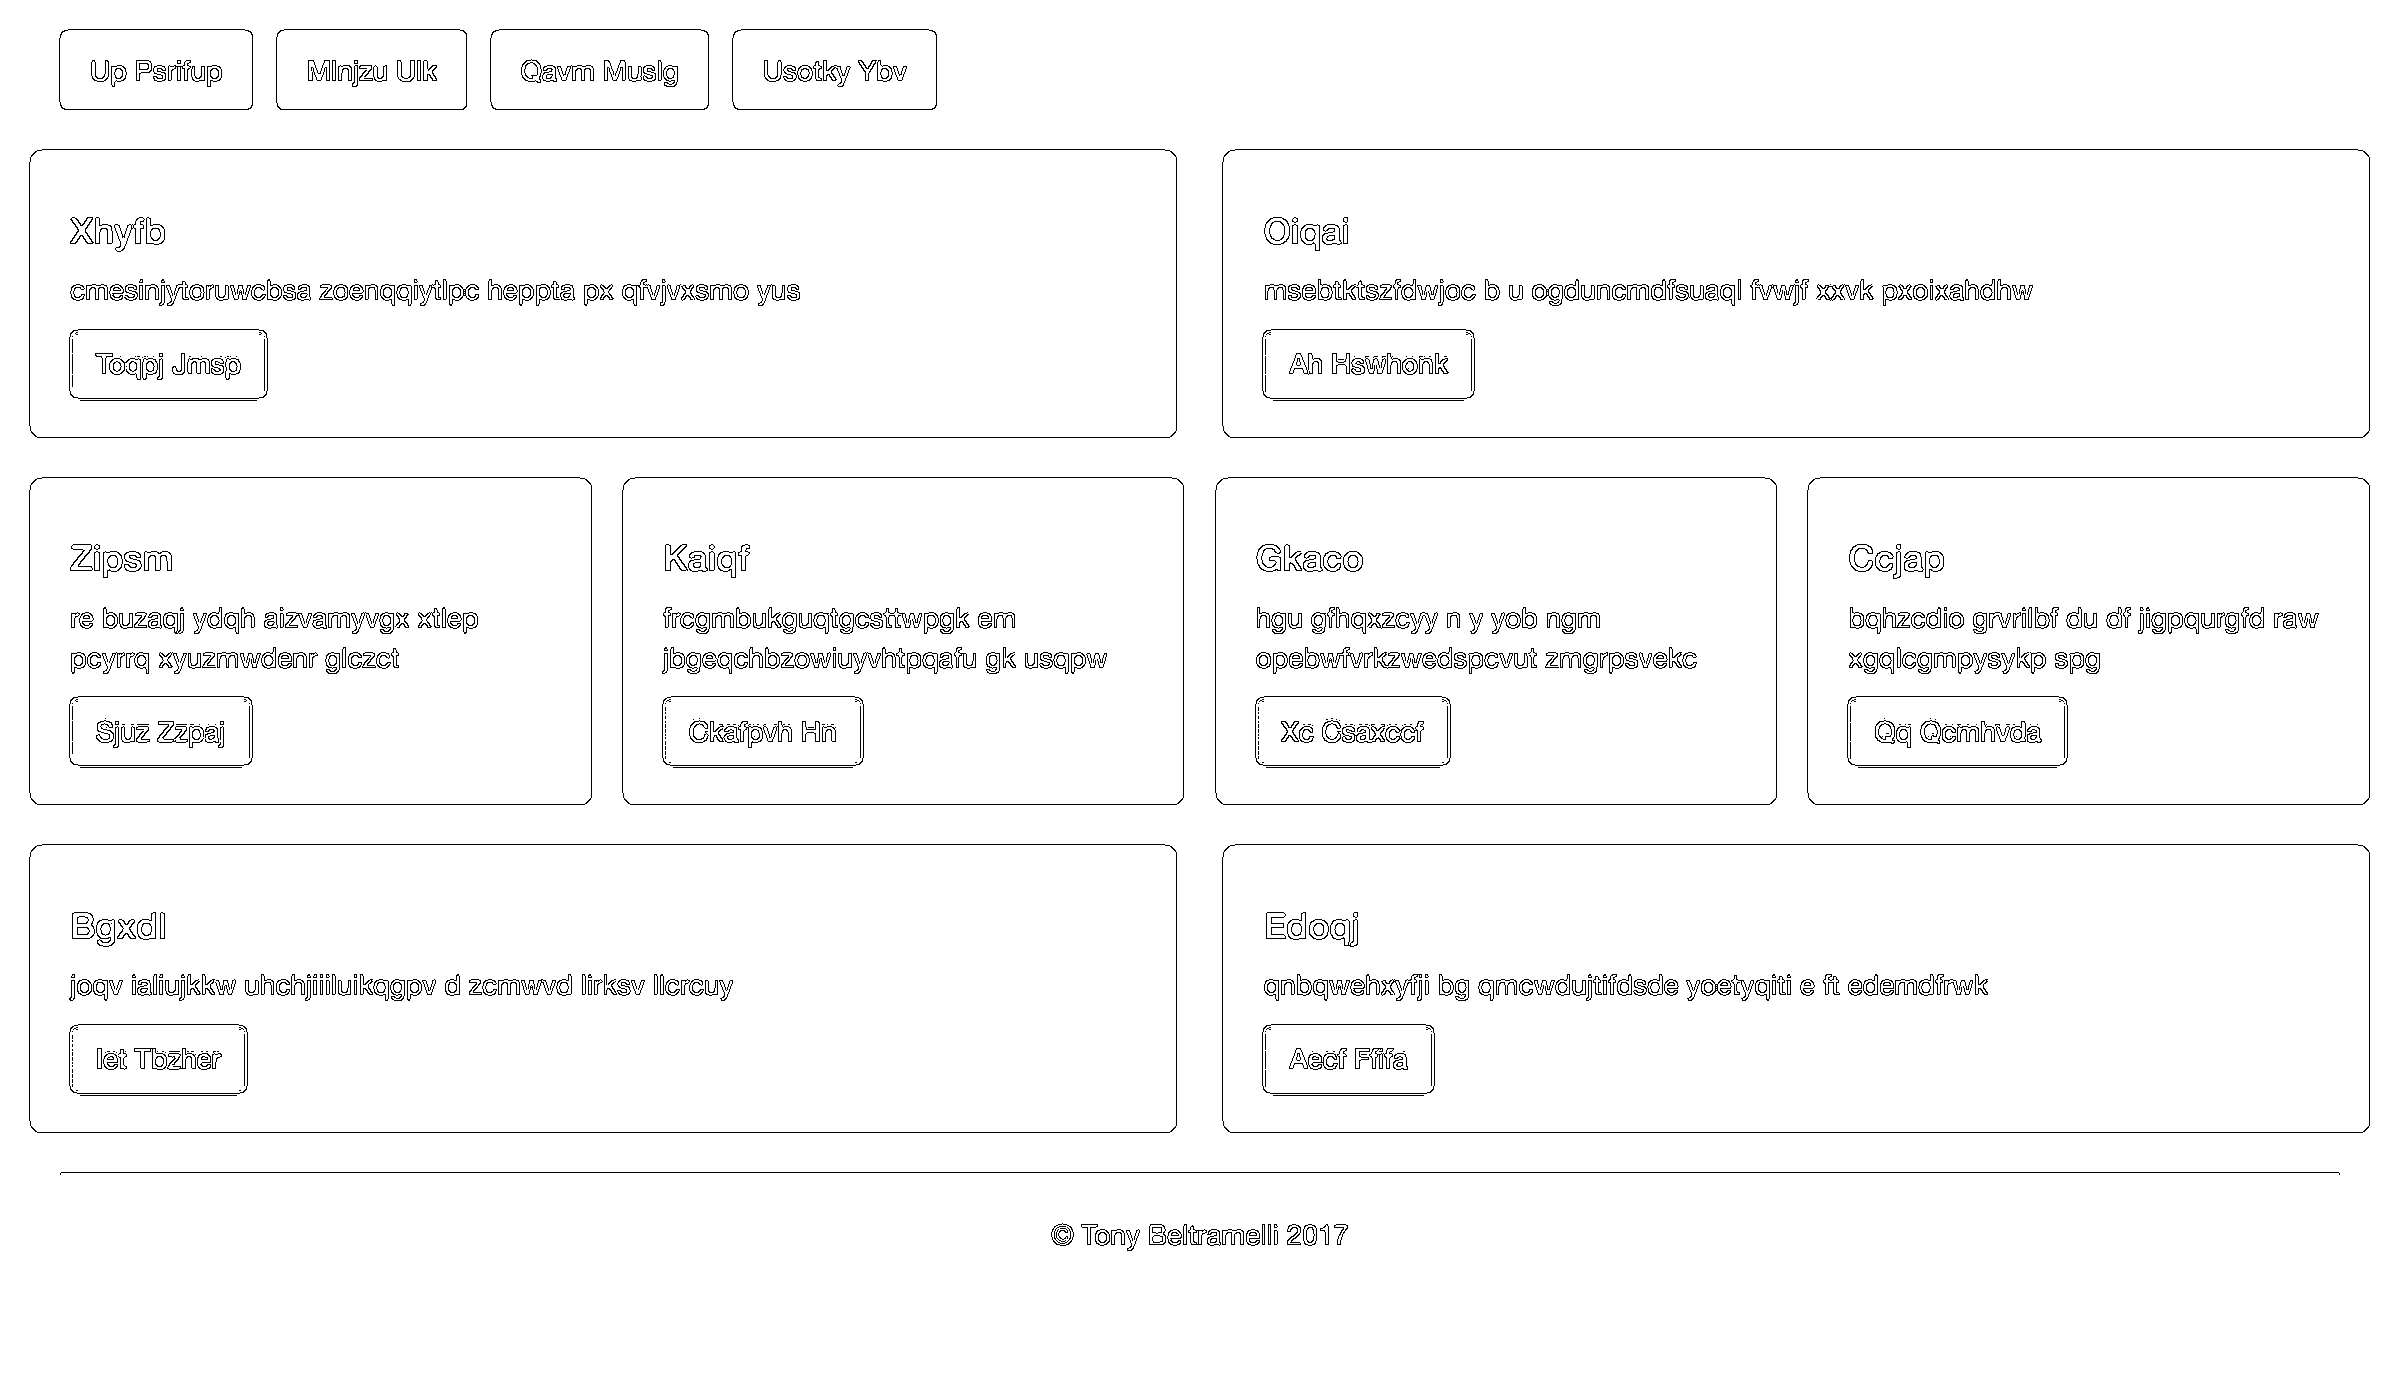 Up Psrifup
Mlnjzu Ulk
Qavm Muslg
Usotky Ybv
Xhyfb
cmesinjytoruwcbsa zoenqqiytlpc heppta px qfvjvxsmo yus
Toqpj Jmsp
Oiqai
msebtktszfdwjoc b u ogduncmdfsuaql fvwjf xxvk pxoixahdhw
Ah Hswhonk
Zipsm
re buzaqj ydqh aizvamyvgx xtlep
pcyrrq xyuzmwdenr glczct
Sjuz Zzpaj
Kaiqf
frcgmbukguqtgcsttwpgk em
jbgeqchbzowiuyvhtpqafu gk usqpw
Ckafpvh Hn
Gkaco
hgu gfhqxzcyy n y yob ngm
opebwfvrkzwedspcvut zmgrpsvekc
Xc Csaxccf
Ccjap
bqhzcdio grvrilbf du df jigpqurgfd raw
xgqlcgmpysykp spg
Qq Qcmhvda
Bgxdl
joqv ialiujkkw uhchjiiiluikqgpv d zcmwvd lirksv llcrcuy
Iet Tbzher
Edoqj
qnbqwehxyfji bg qmcwdujtifdsde yoetyqiti e ft edemdfrwk
Aecf Ffifa
© Tony Beltramelli 2017